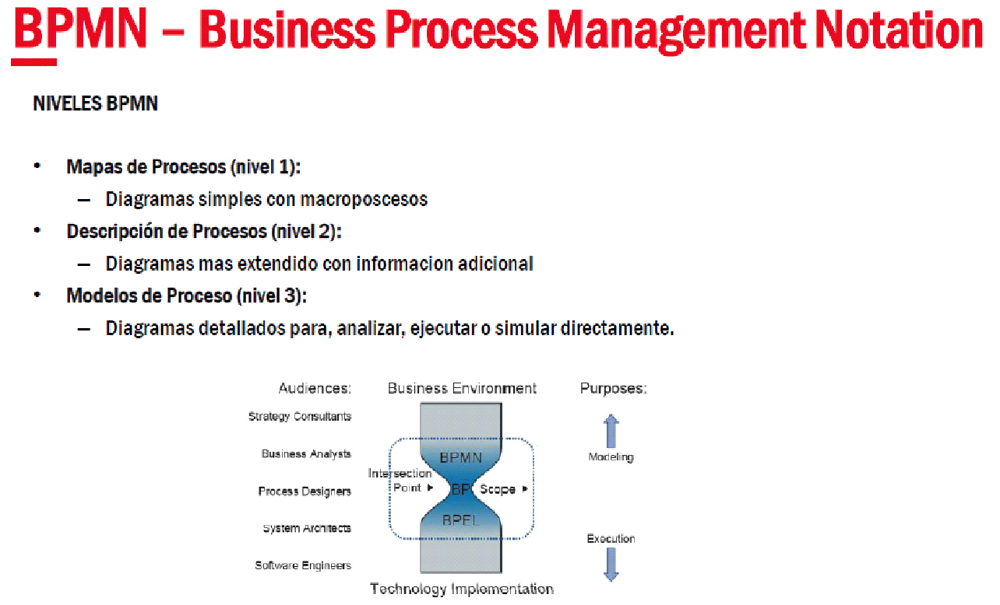 BPMN – Business Process Management Notation
NIVELES BPMN
• Mapas de Procesos (nivel 1):
– Diagramas simples con macroposcesos
• Descripción de Procesos (nivel 2):
– Diagramas mas extendido con informacion adicional
• Modelos de Proceso (nivel 3):
– Diagramas detallados para, analizar, ejecutar o simular directamente.
Audiences:
Strategy Consultants
Business Analysts
Process Designers
System Architects
Software Engineers
Business Environment
BPMN
Intersection
Point
BP
Scope
BPEL
Technology Implementation
Purposes:
Modeling
Execution